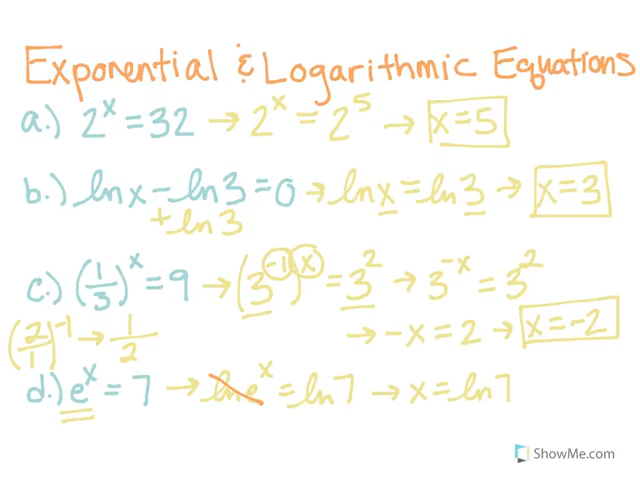 Exponential & Logarithmic Equations
a.) 2^x = 32 → 2^x = 2^5 → x = 5
b.) ln x − ln 3 = 0 → ln x = ln 3 → x = 3
+ ln 3
c.) (1/3)^x = 9 → (3^-1)^x = 3^2 → 3^-x = 3^2
(2/1)^-1 → 1/2 → -x = 2 → x = -2
d.) e^x = 7 → ln e^x = ln 7 → x = ln 7
ShowMe.com